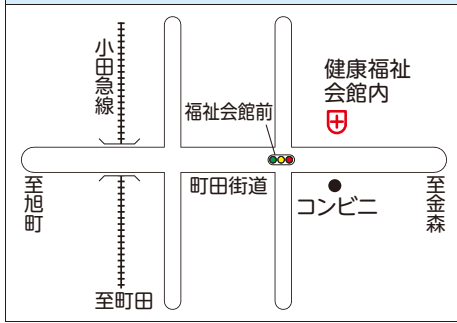 小田急線
福祉会館前
健康福祉
会館内
至旭町
町田街道
コンビニ
至金森
至町田